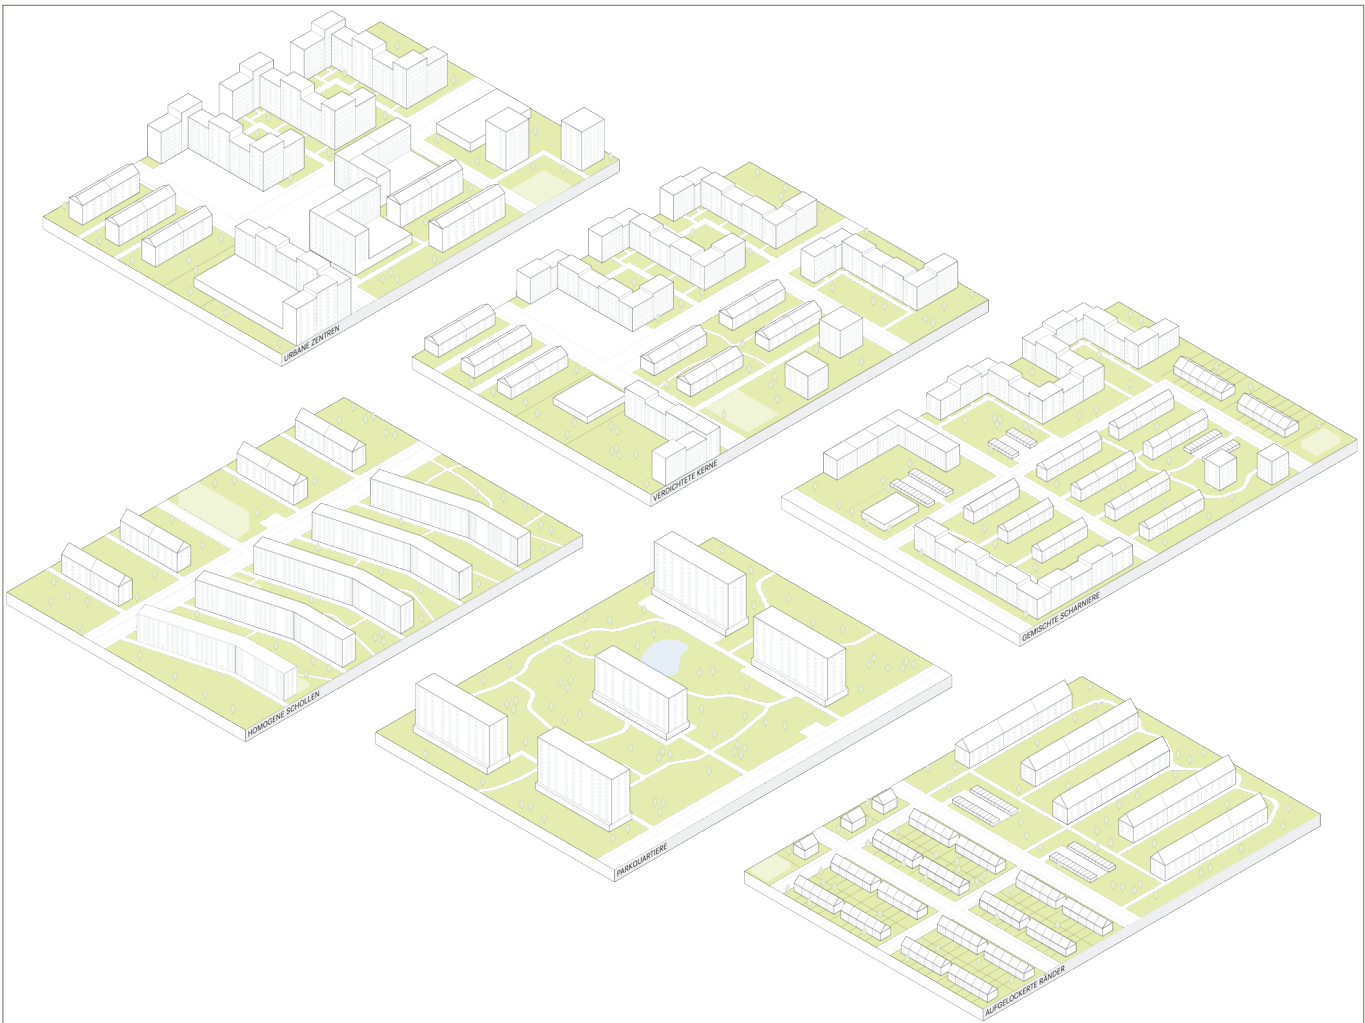 URBANE ZENTREN
VERDICHTETE KERNE
GEMISCHTE SCHARNIERE
HOMOGENE SCHOLLEN
PARKQUARTIERE
AUFGELOCKERTE RÄNDER